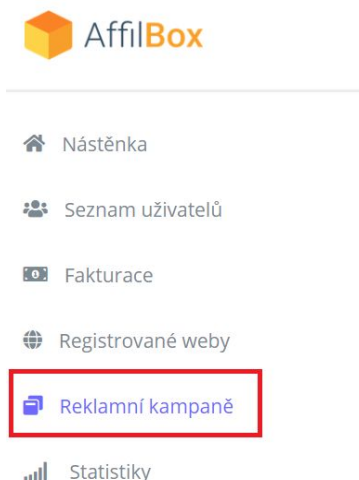 AffilBox
Nástěnka
Seznam uživatelů
Fakturace
Registrované weby
Reklamní kampaně
Statistiky